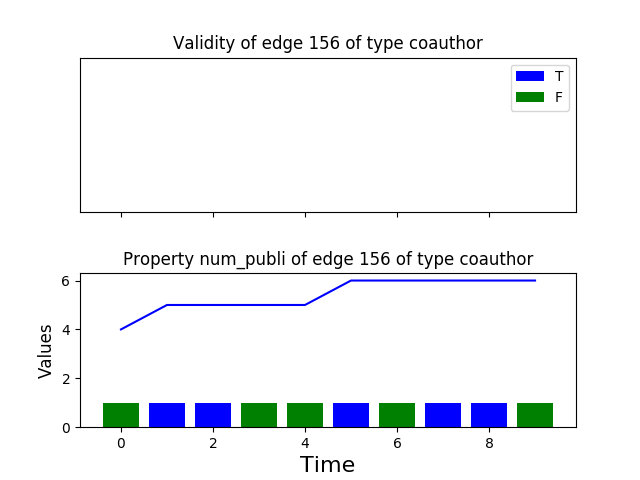 Validity of edge 156 of type coauthor
T
F
Property num_publi of edge 156 of type coauthor
Values
6
4
2
0
0 2 4 6 8
Time